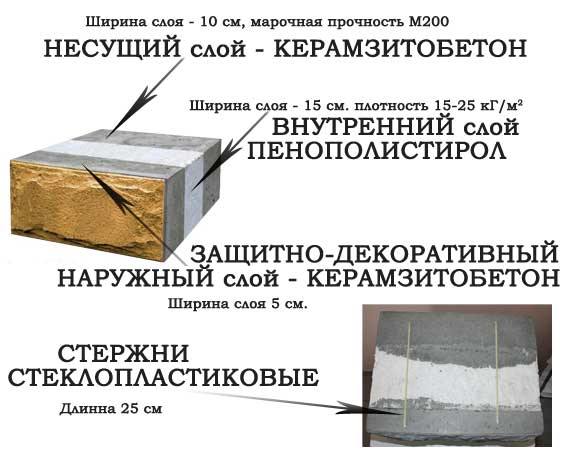 Ширина слоя - 10 см, марочная прочность М200
НЕСУЩИЙ слой - КЕРАМЗИТОБЕТОН
Ширина слоя - 15 см. плотность 15-25 кГ/м²
ВНУТРЕННИЙ слой
ПЕНОПОЛИСТИРОЛ
ЗАЩИТНО-ДЕКОРАТИВНЫЙ
НАРУЖНЫЙ слой - КЕРАМЗИТОБЕТОН
Ширина слоя 5 см.
СТЕРЖНИ
СТЕКЛОПЛАСТИКОВЫЕ
Длинна 25 см